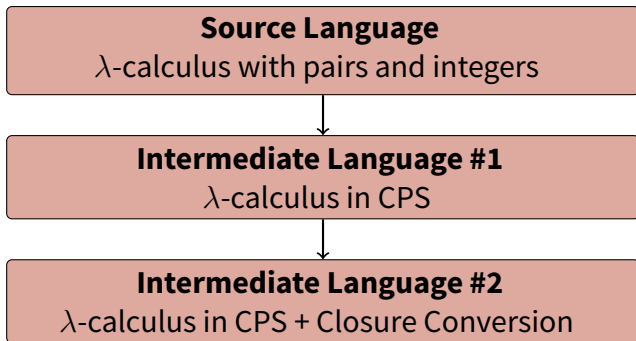 Source Language
λ-calculus with pairs and integers
Intermediate Language #1
λ-calculus in CPS
Intermediate Language #2
λ-calculus in CPS + Closure Conversion